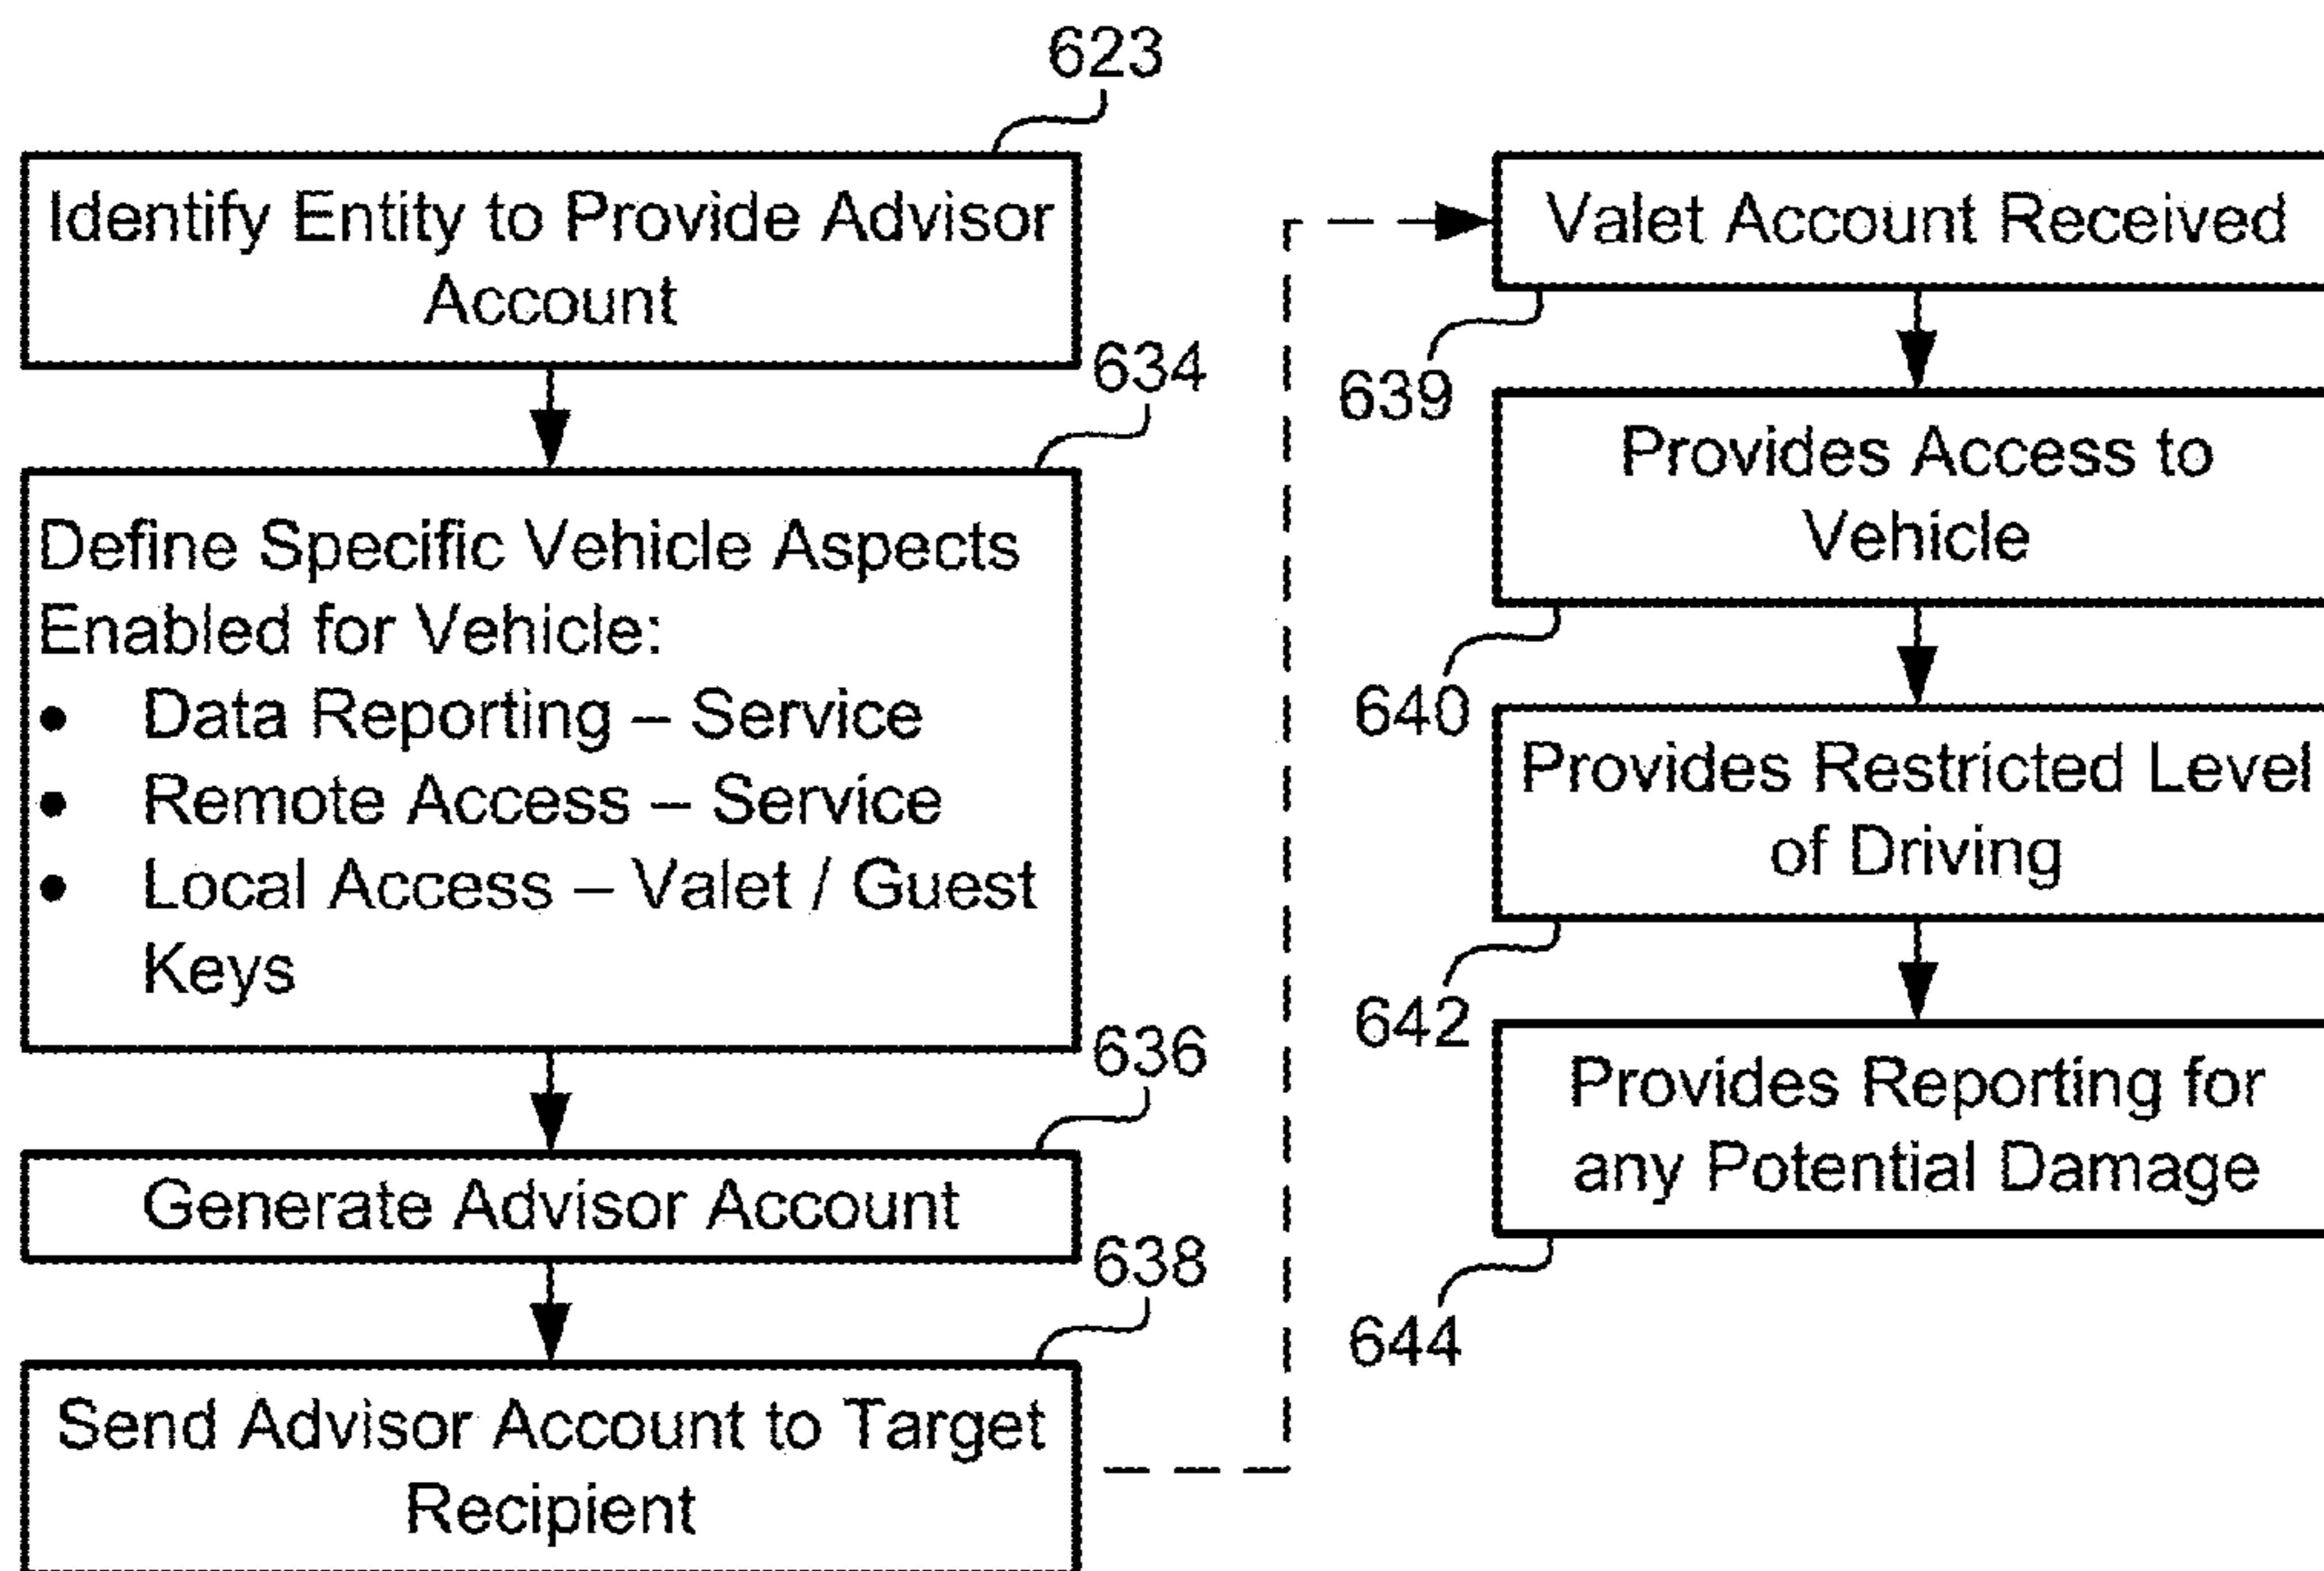 623
Identify Entity to Provide Advisor
Account
634
Define Specific Vehicle Aspects
Enabled for Vehicle:
• Data Reporting – Service
• Remote Access – Service
• Local Access – Valet / Guest
Keys
636
Generate Advisor Account
638
Send Advisor Account to Target
Recipient
Valet Account Received
639
Provides Access to
Vehicle
640
Provides Restricted Level
of Driving
642
Provides Reporting for
any Potential Damage
644